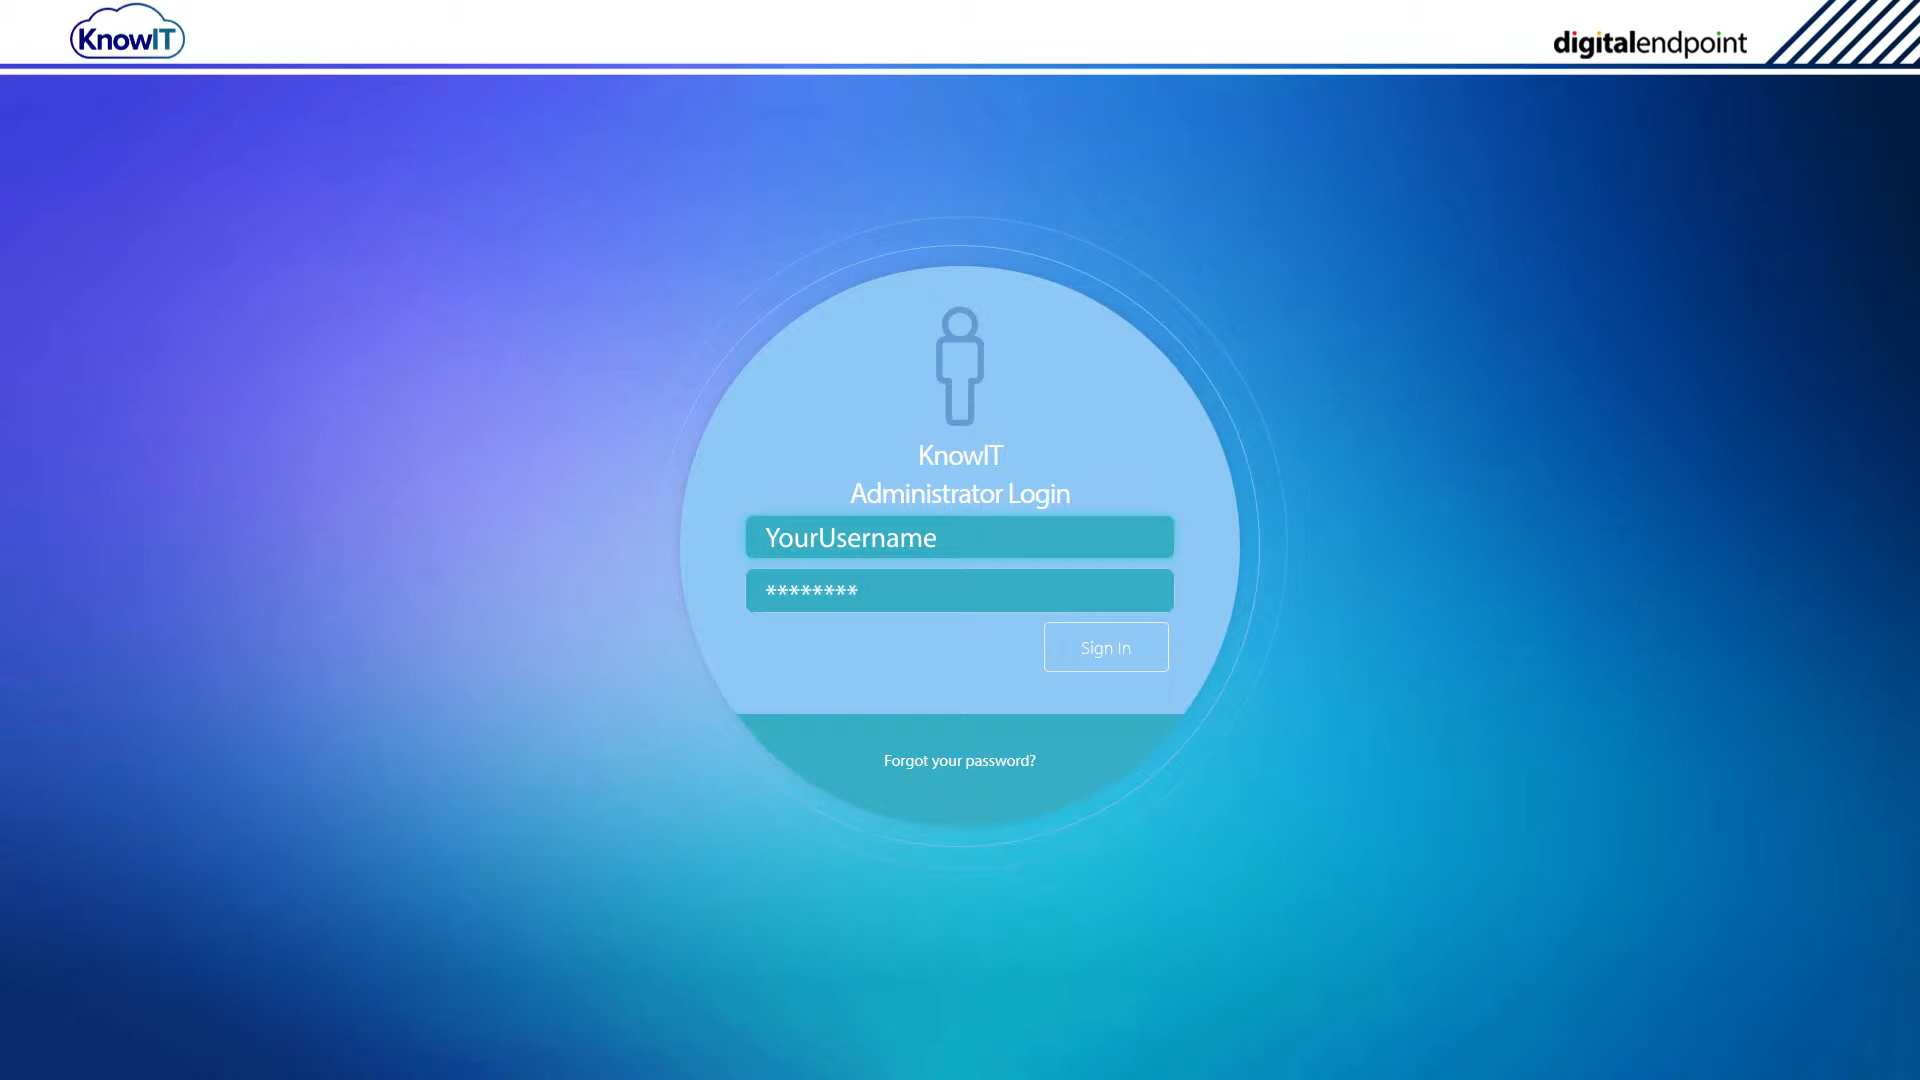 KnowIT
digitalendpoint
KnowIT
Administrator Login
YourUsername
********
Sign In
Forgot your password?